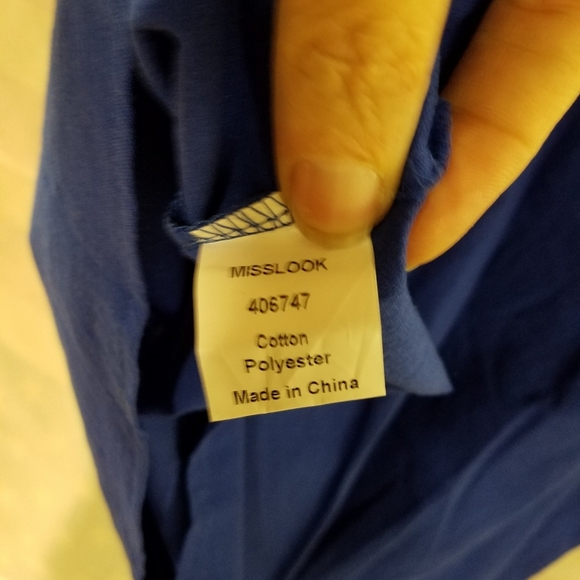 MISSLOOK
406747
Cotton
Polyester
Made in China